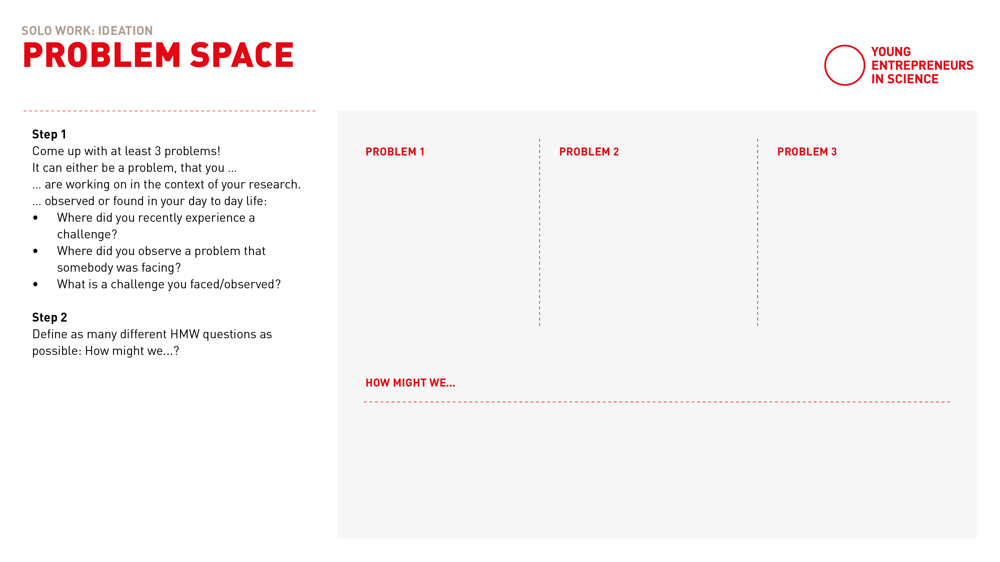 SOLO WORK: IDEATION
PROBLEM SPACE
YOUNG
ENTREPRENEURS
IN SCIENCE
Step 1
Come up with at least 3 problems!
It can either be a problem, that you ...
... are working on in the context of your research.
... observed or found in your day to day life:
• Where did you recently experience a
challenge?
• Where did you observe a problem that
somebody was facing?
• What is a challenge you faced/observed?
Step 2
Define as many different HMW questions as
possible: How might we...?
PROBLEM 1
PROBLEM 2
PROBLEM 3
HOW MIGHT WE...